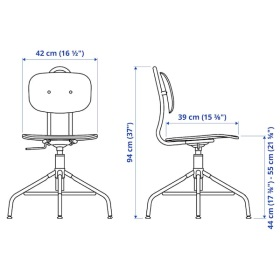 42 cm (16 ½")
39 cm (15 ⅜")
94 cm (37")
44 cm (17 ⅜") - 55 cm (21 ⅝")